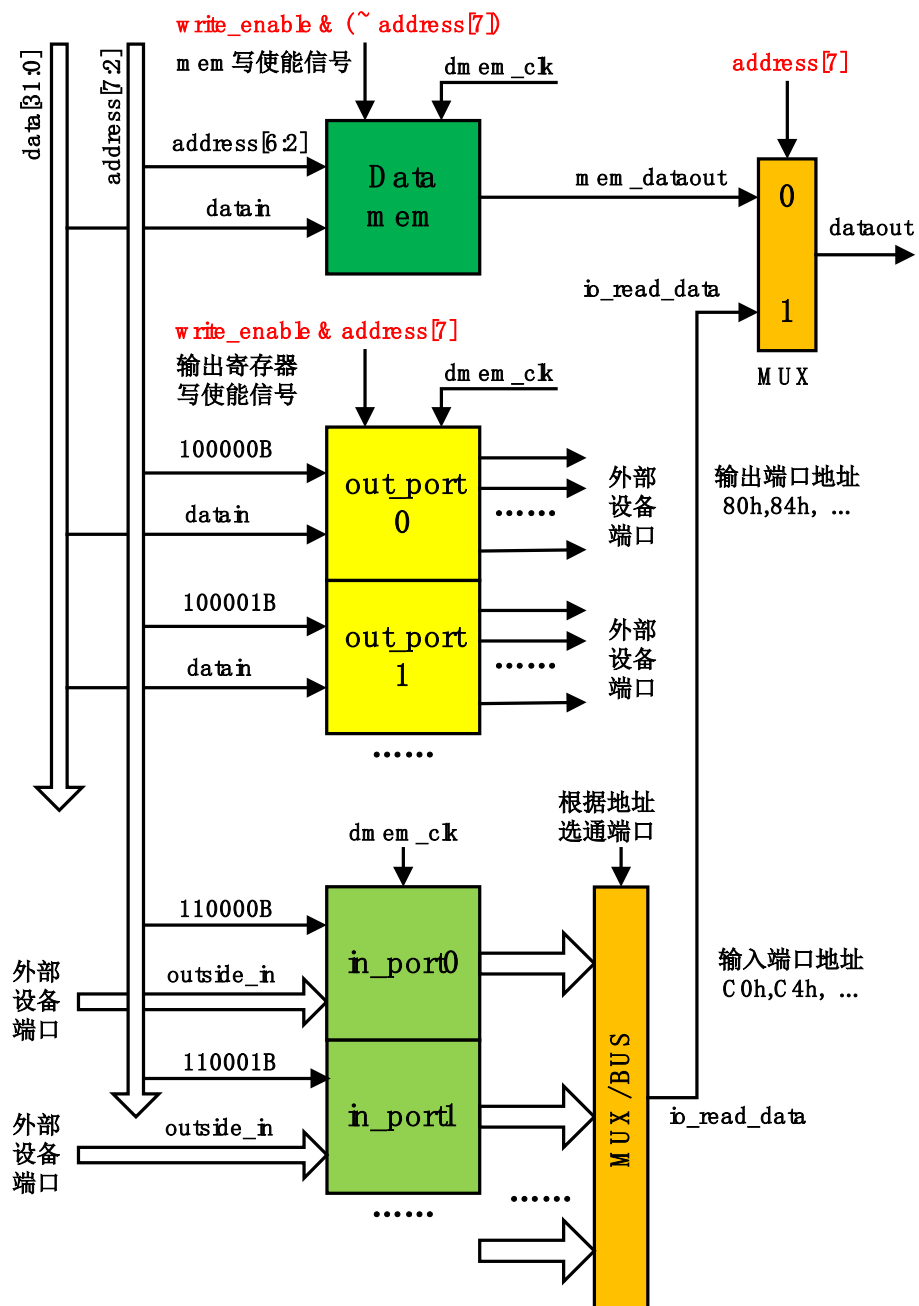 write_enable & (~ address[7])
mem 写使能信号
dmem_clk
address[7]
data[31:0]
address[7:2]
address[6:2]
datain
Data
mem
mem_dataout
0
1
MUX
dataout
io_read_data
write_enable & address[7]
输出寄存器
写使能信号
dmem_clk
100000B
datain
out_port
0
......
外部
设备
端口
输出端口地址
80h,84h, ...
100001B
datain
out_port
1
......
外部
设备
端口
......
根据地址
选通端口
dmem_clk
110000B
in_port0
外部
设备
端口
outside_in
输入端口地址
C0h,C4h, ...
110001B
in_port1
外部
设备
端口
outside_in
MUX/BUS
io_read_data
......
......